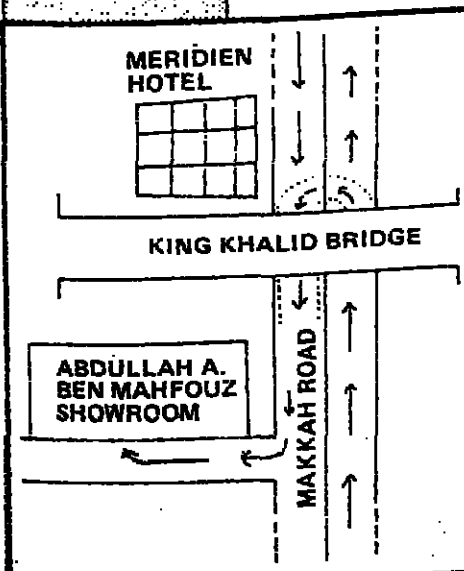 MERIDIEN
HOTEL
KING KHALID BRIDGE
ABDULLAH A.
BEN MAHFOUZ
SHOWROOM
MAKKAH ROAD